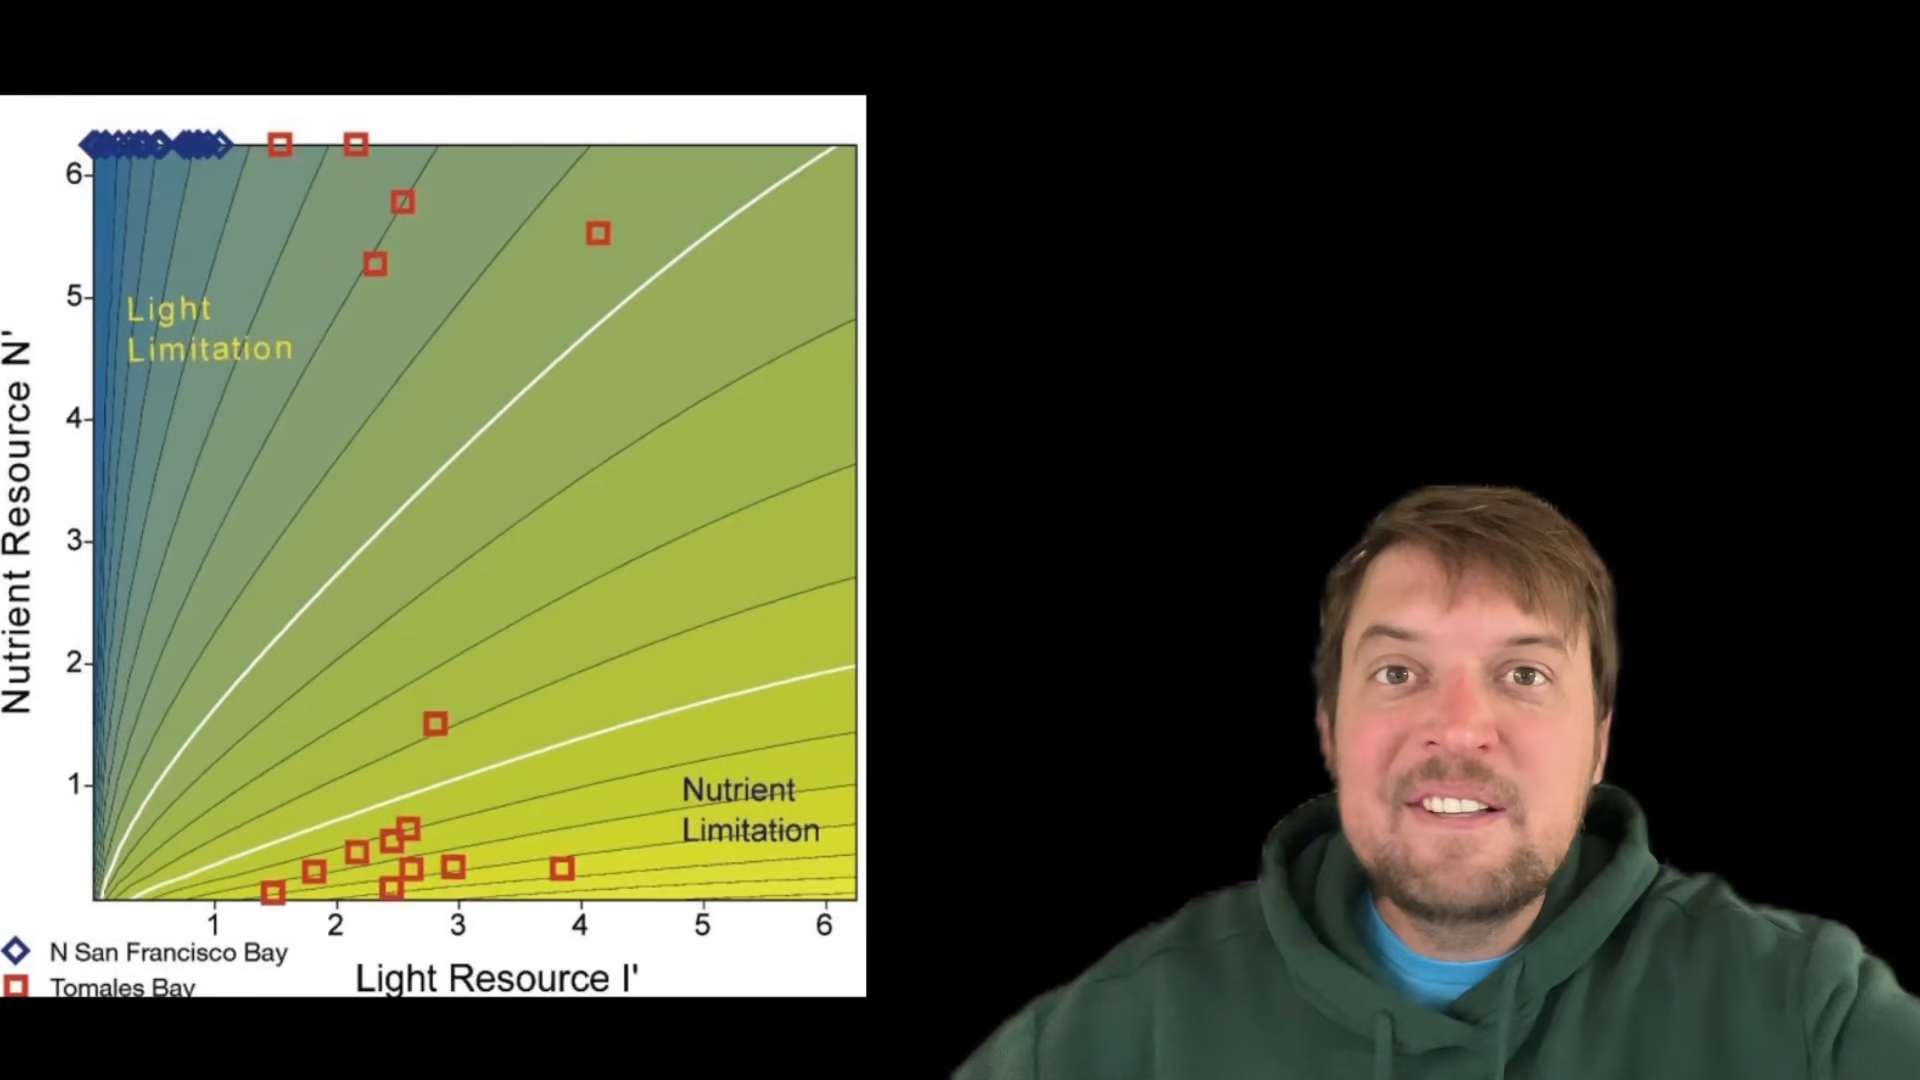 6
5
4
3
2
1
Nutrient Resource N'
Light
Limitation
Nutrient
Limitation
1 2 3 4 5 6
Light Resource I'
N San Francisco Bay
Tomales Bay